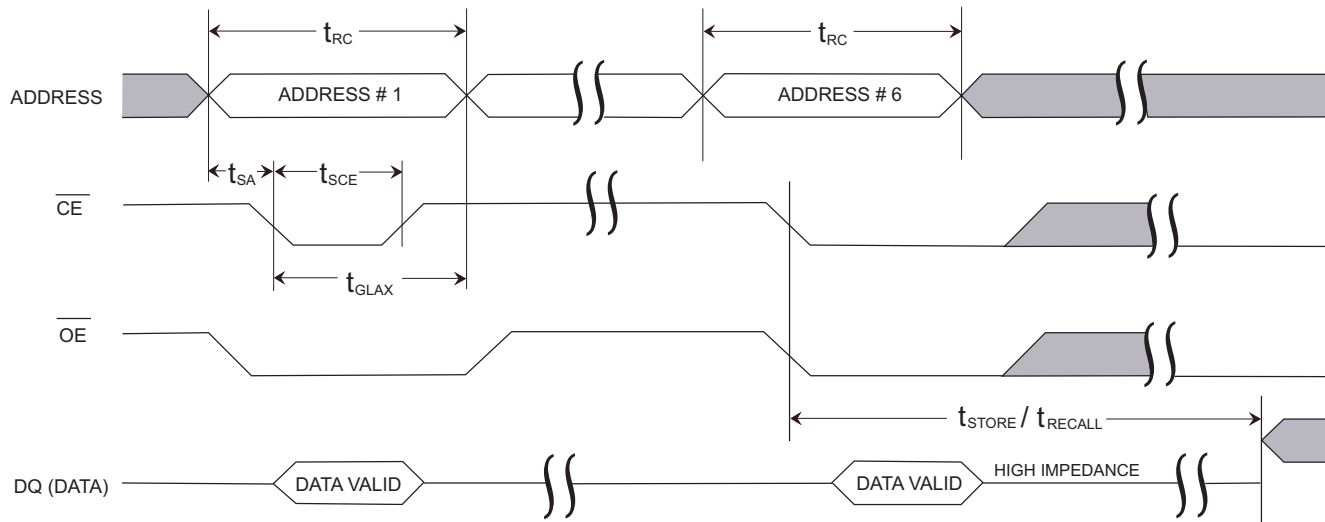 tRC tRC
ADDRESS ADDRESS # 1 ADDRESS # 6
tSA tSCE
CE
tGLAX
OE
tSTORE / tRECALL
DQ (DATA) DATA VALID DATA VALID HIGH IMPEDANCE